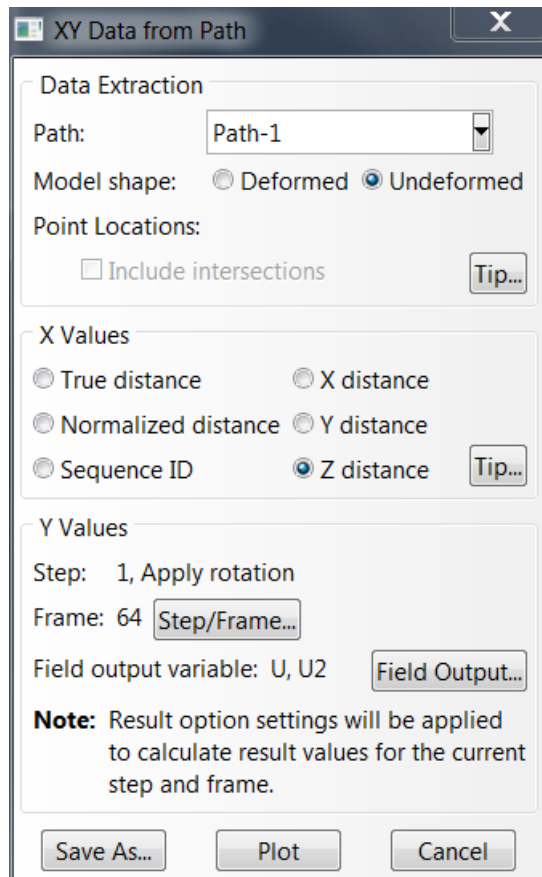 XY Data from Path
X
Data Extraction
Path: Path-1
Model shape: Deformed Undeformed
Point Locations:
Include intersections Tip...
X Values
True distance X distance
Normalized distance Y distance
Sequence ID Z distance Tip...
Y Values
Step: 1, Apply rotation
Frame: 64 Step/Frame...
Field output variable: U, U2 Field Output...
Note: Result option settings will be applied
to calculate result values for the current
step and frame.
Save As... Plot Cancel